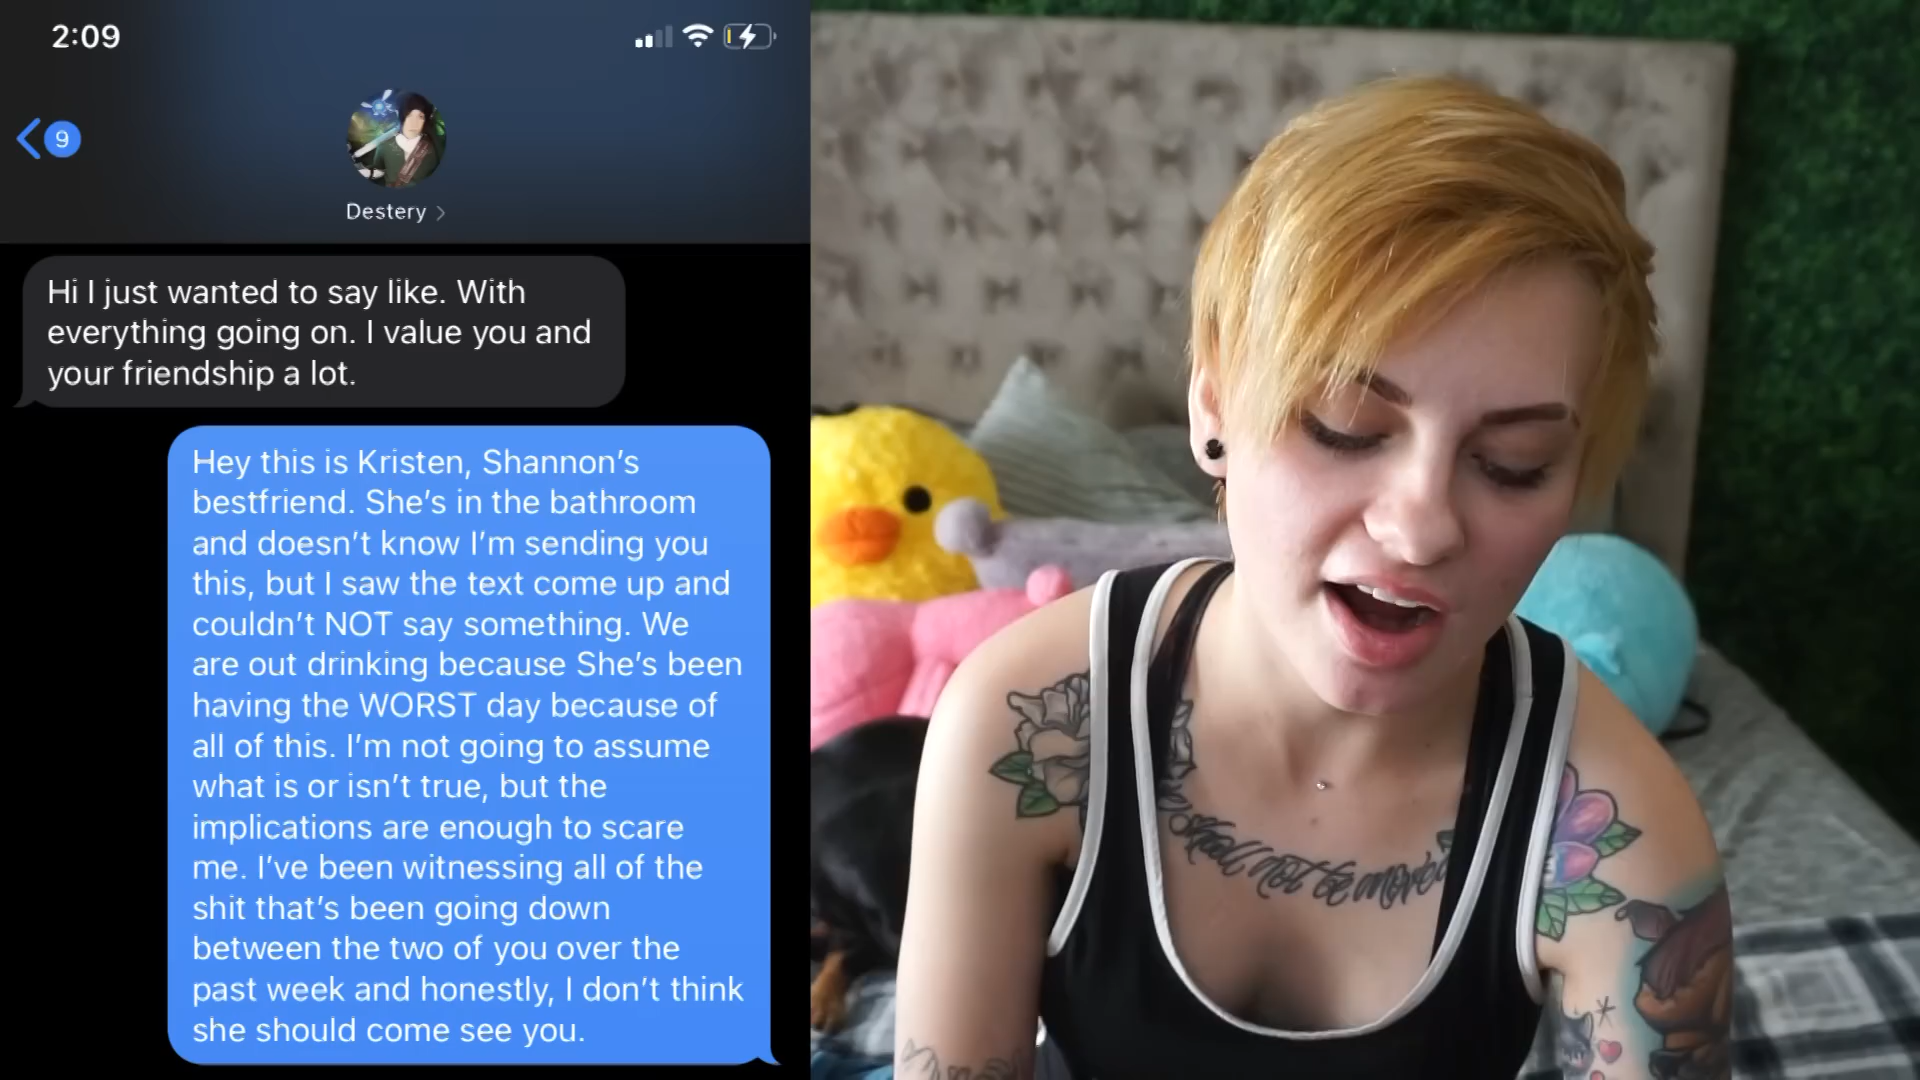 2:09
9
Destery
Hi I just wanted to say like. With
everything going on. I value you and
your friendship a lot.
Hey this is Kristen, Shannon's
bestfriend. She's in the bathroom
and doesn't know I'm sending you
this, but I saw the text come up and
couldn't NOT say something. We
are out drinking because She's been
having the WORST day because of
all of this. I'm not going to assume
what is or isn't true, but the
implications are enough to scare
me. I've been witnessing all of the
shit that's been going down
between the two of you over the
past week and honestly, I don't think
she should come see you.
shall not be moved